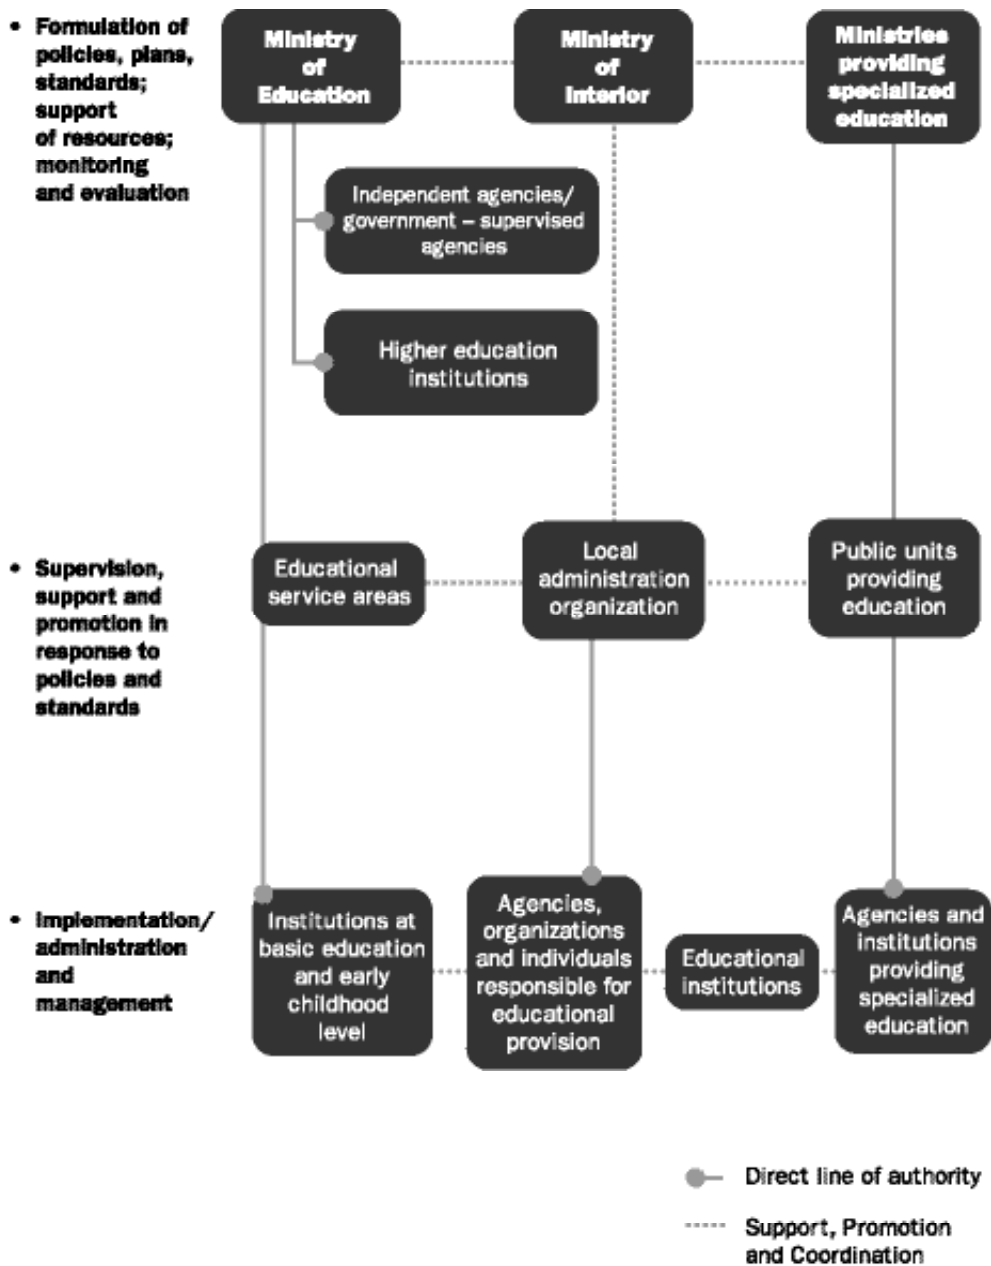 • Formulation of
policies, plans,
standards;
support
of resources;
monitoring
and evaluation
Ministry
of
Education
Ministry
of
Interior
Ministries
providing
specialized
education
Independent agencies/
government – supervised
agencies
Higher education
institutions
• Supervision,
support and
promotion in
response to
policies and
standards
Educational
service areas
Local
administration
organization
Public units
providing
education
• Implementation/
administration
and
management
Institutions at
basic education
and early
childhood
level
Agencies,
organizations
and individuals
responsible for
educational
provision
Educational
institutions
Agencies and
institutions
providing
specialized
education
Direct line of authority
Support, Promotion
and Coordination